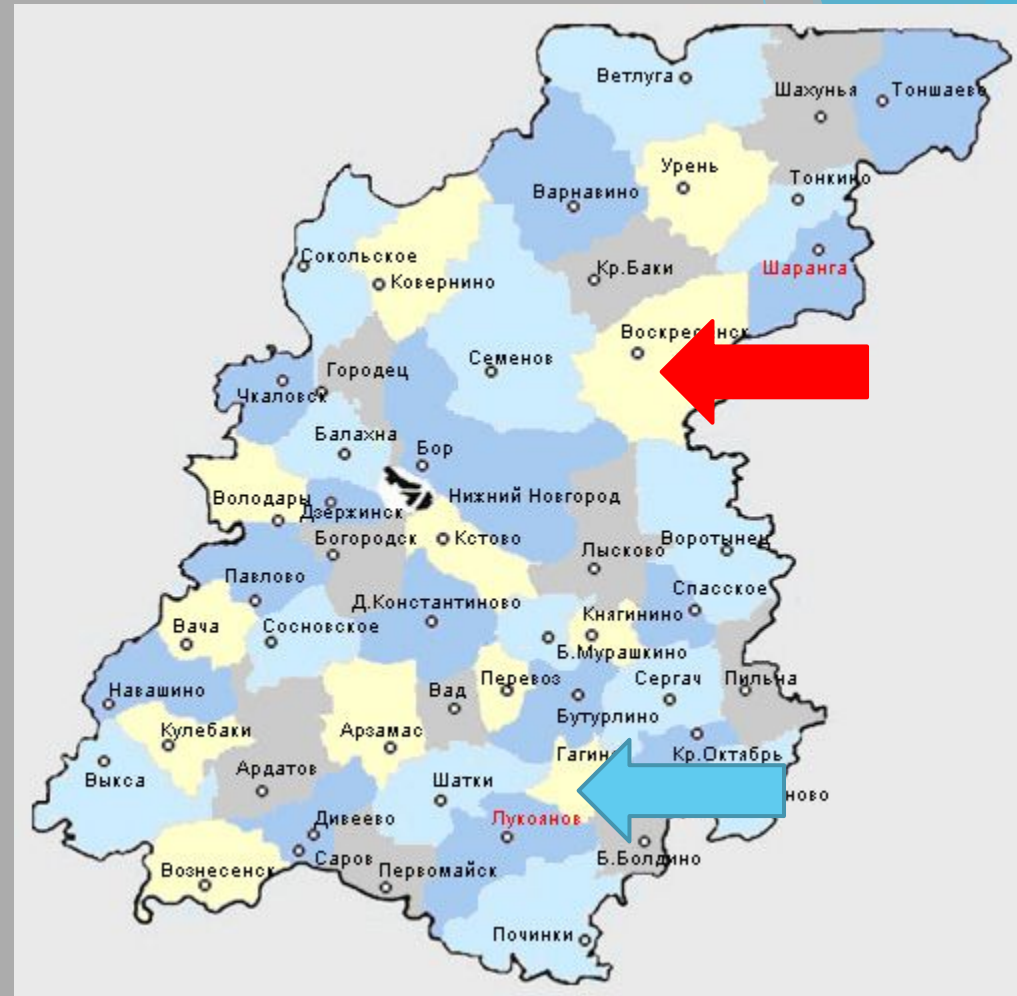 Ветлуга
Шахунья
Тоншаево
Урень
Тонкино
Варнавино
Сокольское
Ковернино
Кр.Баки
Шаранга
Семенов
Городец
Чкаловск
Балахна
Бор
Нижний Новгород
Володары
Дзержинск
Богородск
Кстово
Лысково
Воротынец
Павлово
Спасское
Д.Константиново
Княгинино
Вача
Сосновское
Б.Мурашкино
Навашино
Вад
Перевоз
Сергач
Пильна
Бутурлино
Кулебаки
Арзамас
Кр.Октябрь
Выкса
Ардатов
Шатки
Дивеево
Лукоянов
Саров
Первомайск
Б.Болдино
Вознесенск
Починки